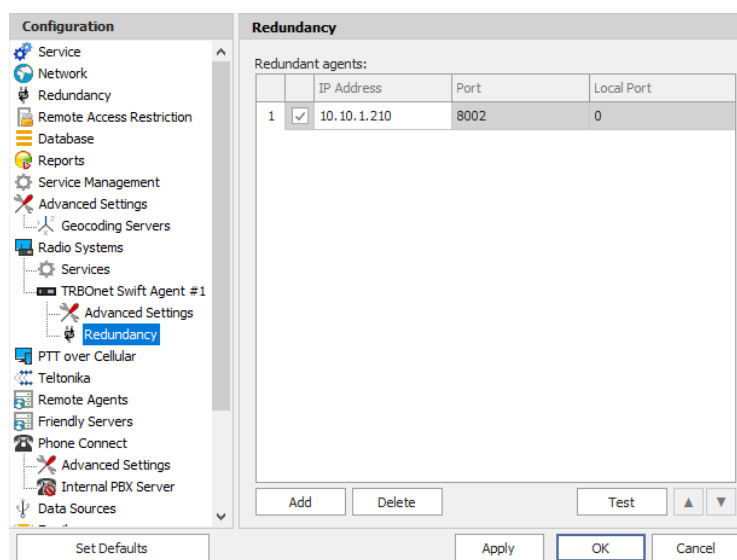 Configuration
Service
Network
Redundancy
Remote Access Restriction
Database
Reports
Service Management
Advanced Settings
Geocoding Servers
Radio Systems
Services
TRBOnet Swift Agent #1
Advanced Settings
Redundancy
PTT over Cellular
Teltonika
Remote Agents
Friendly Servers
Phone Connect
Advanced Settings
Internal PBX Server
Data Sources
Set Defaults
Redundancy
Redundant agents:
IP Address Port Local Port
1 10.10.1.210 8002 0
Add Delete Test
Apply OK Cancel